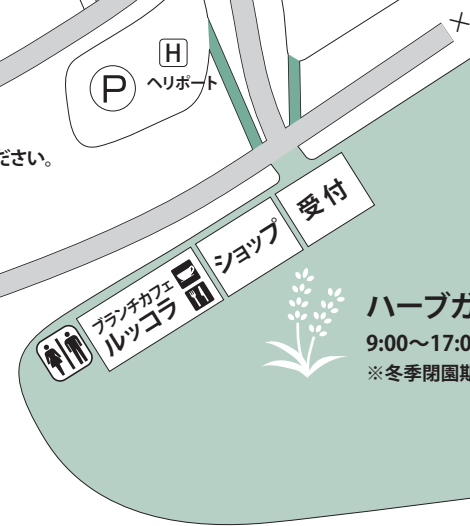 H
P
ヘリポート
ださい。
受付
ショップ
ブランチカフェ
ルッコラ
ハーブガ
9:00〜17:0
※冬季閉園期